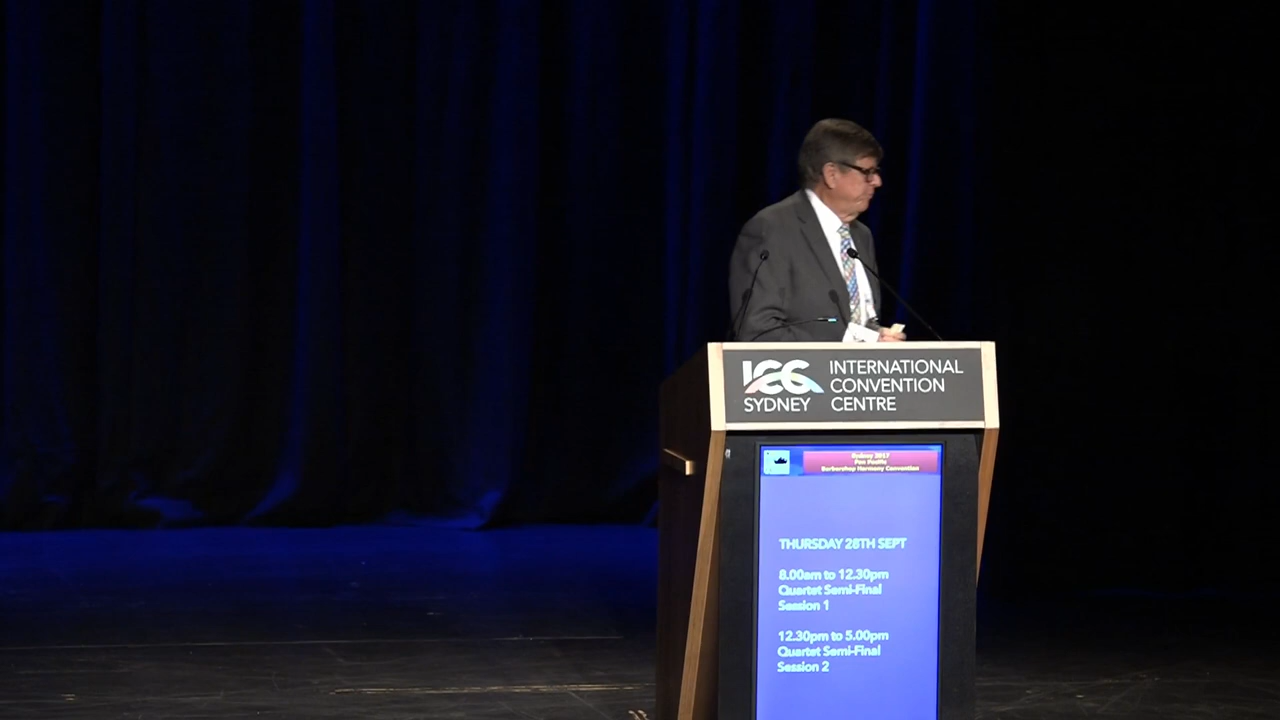 ICC
SYDNEY
INTERNATIONAL
CONVENTION
CENTRE
Sydney 2017
Pan Pacific
Barbershop Harmony Convention
THURSDAY 28TH SEPT
8.00am to 12.30pm
Quartet Semi-Final
Session 1
12.30pm to 5.00pm
Quartet Semi-Final
Session 2